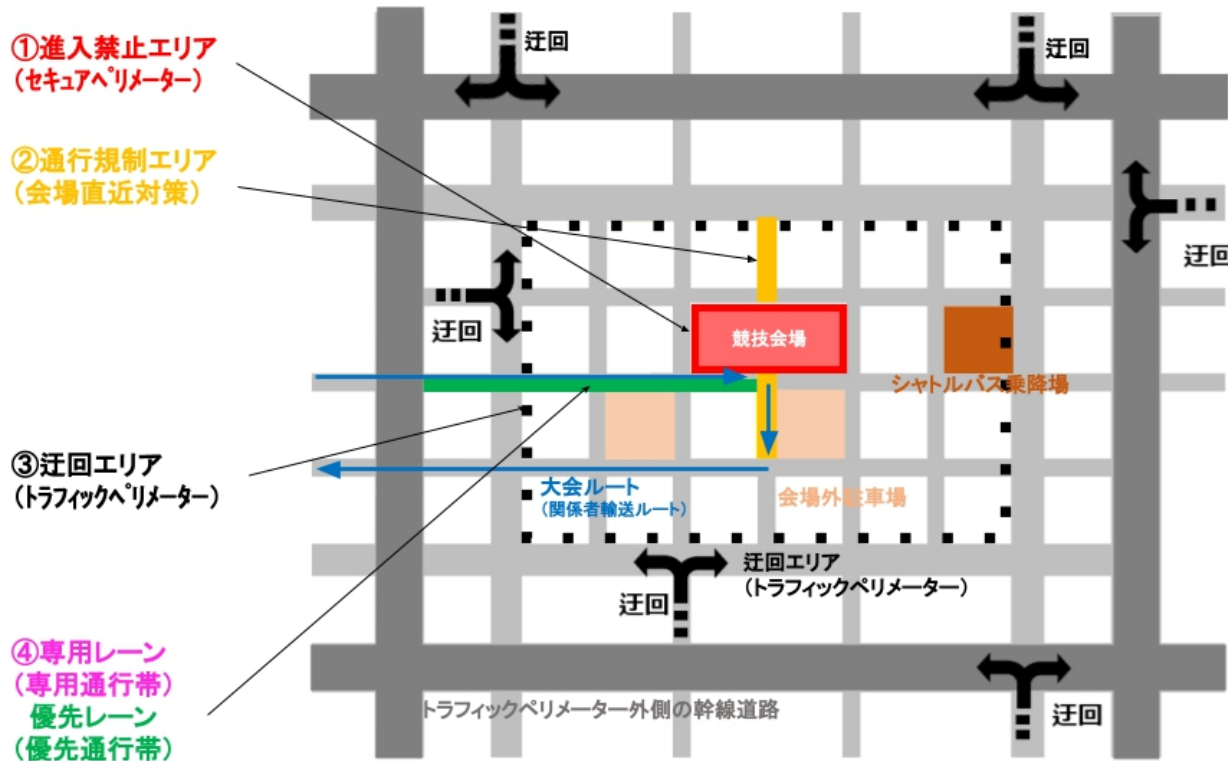 ①進入禁止エリア
(セキュアペリメーター)
②通行規制エリア
(会場直近対策)
③迂回エリア
(トラフィックペリメーター)
④専用レーン
(専用通行帯)
優先レーン
(優先通行帯)
迂回
迂回
迂回
迂回
競技会場
シャトルバス乗降場
大会ルート
(関係者輸送ルート)
会場外駐車場
迂回エリア
(トラフィックペリメーター)
迂回
迂回
トラフィックペリメーター外側の幹線道路